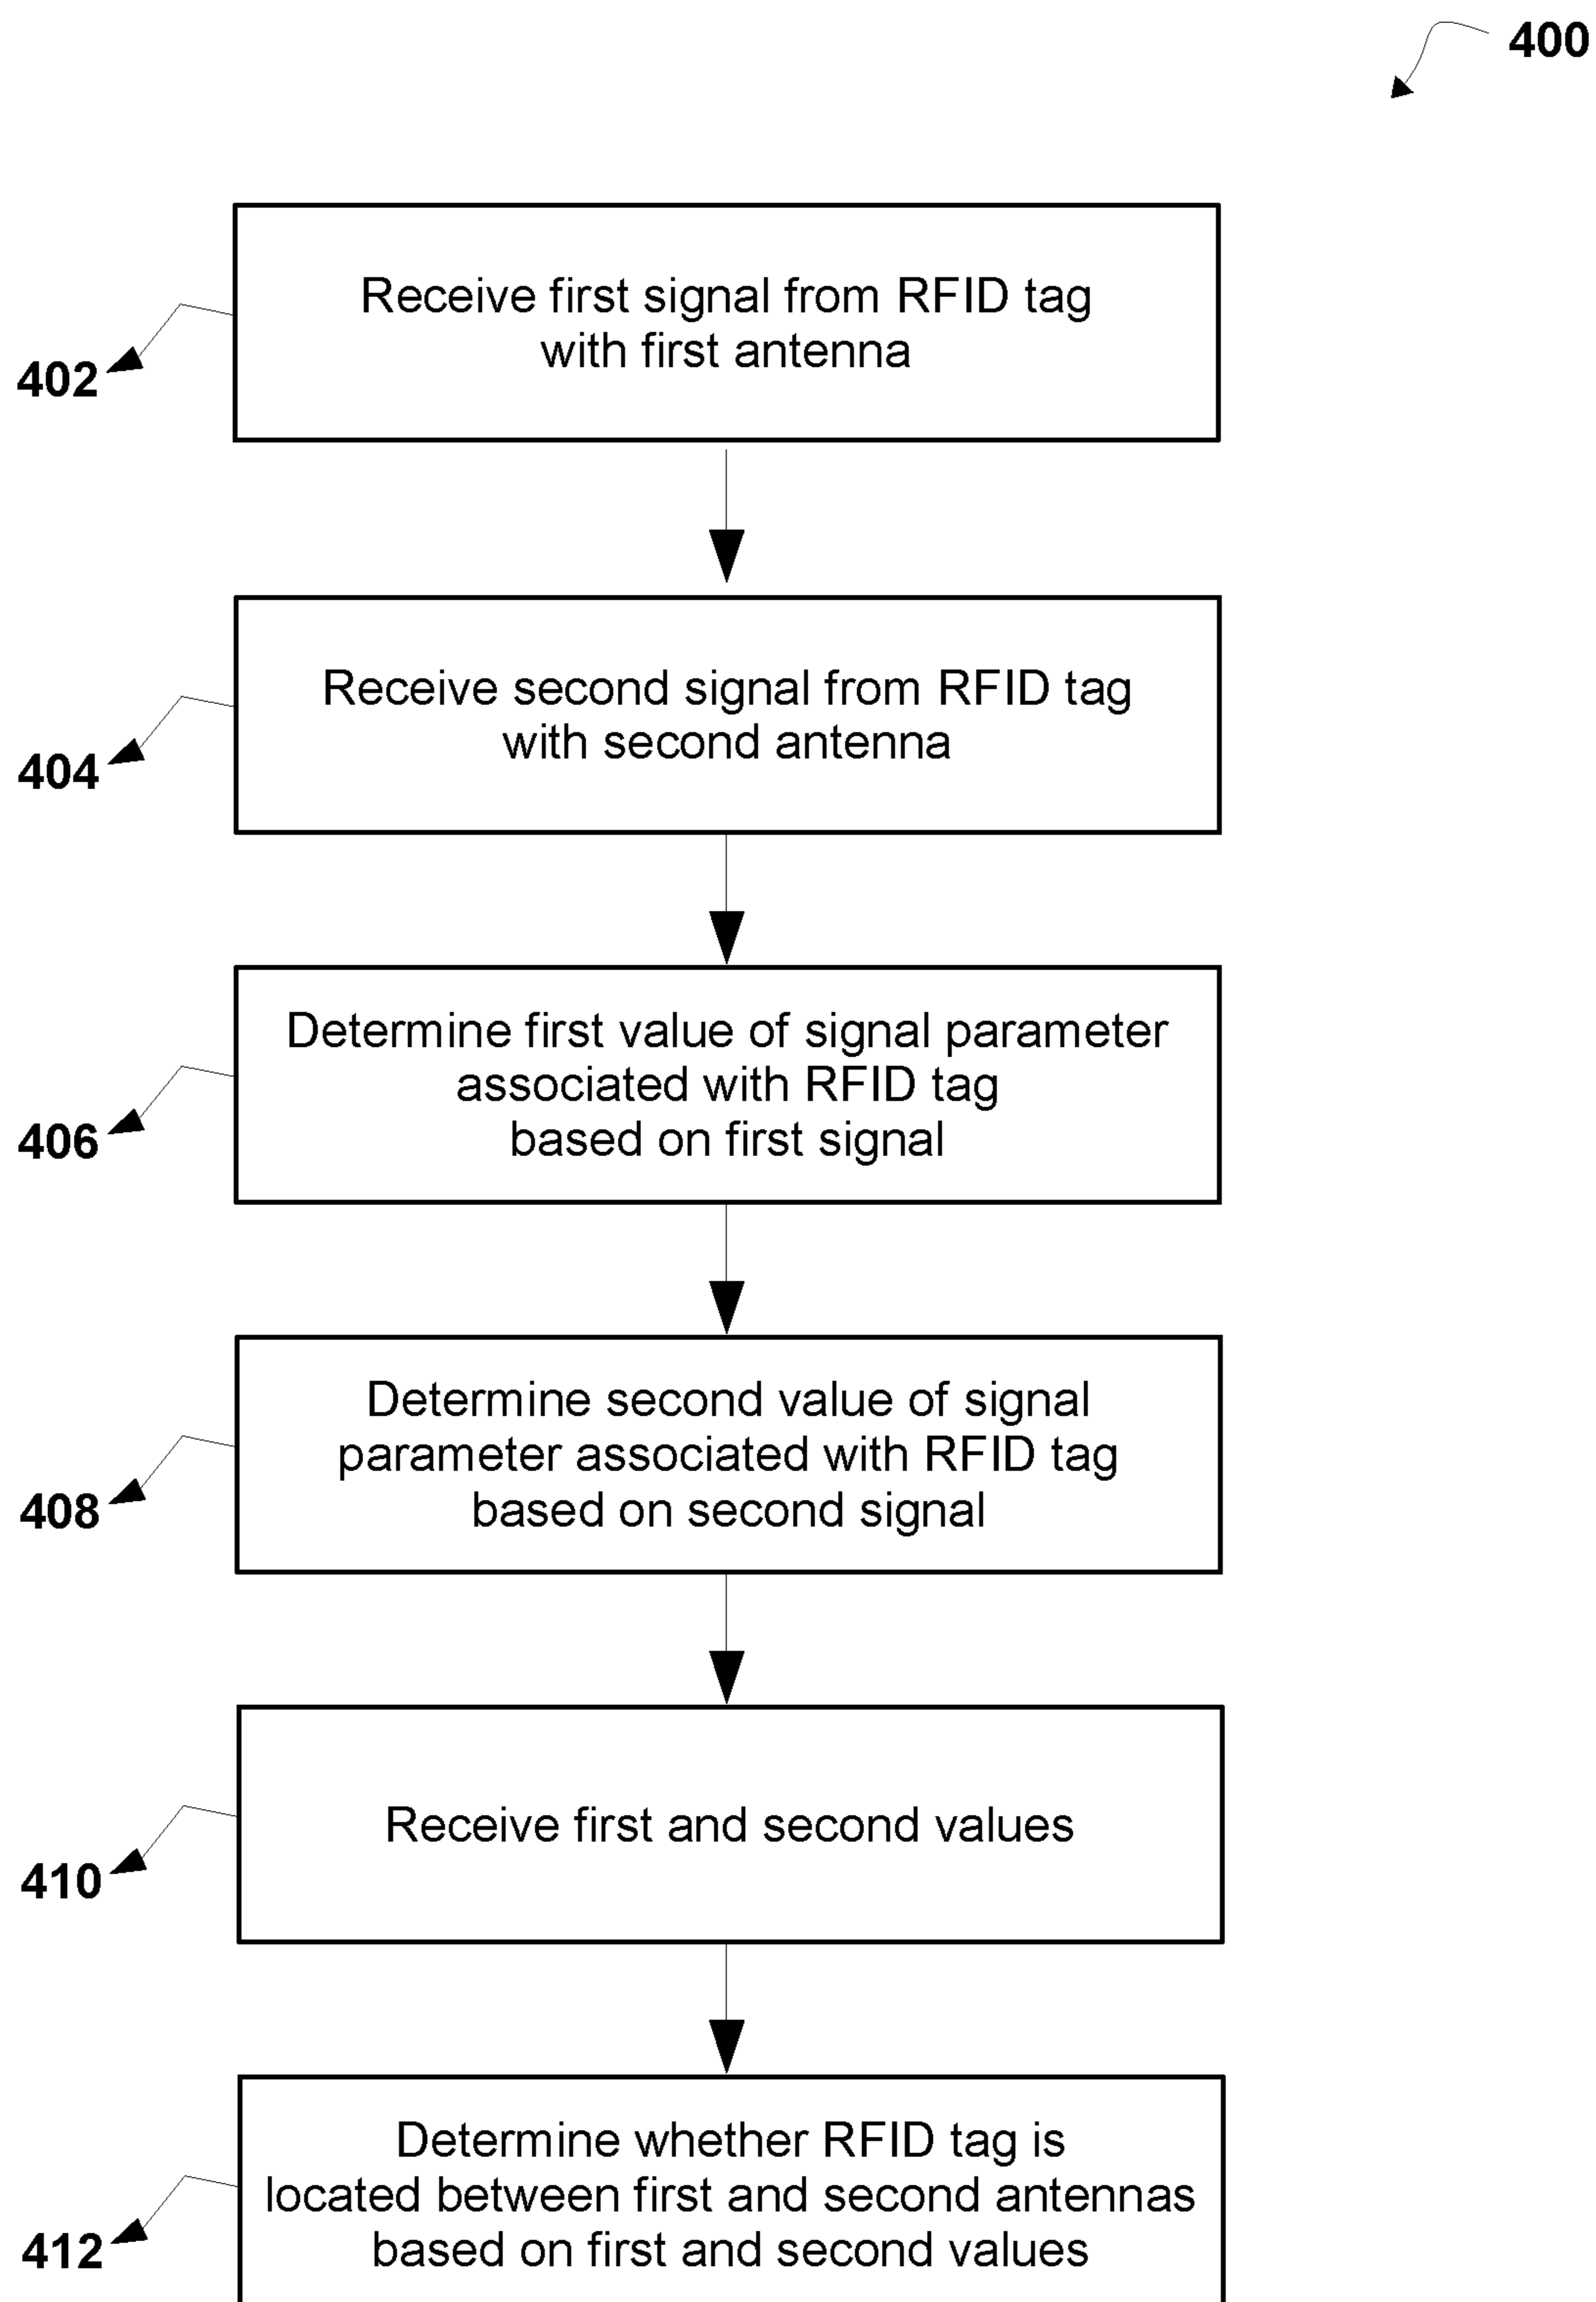 400
Receive first signal from RFID tag
with first antenna
402
Receive second signal from RFID tag
with second antenna
404
Determine first value of signal parameter
associated with RFID tag
based on first signal
406
Determine second value of signal
parameter associated with RFID tag
based on second signal
408
Receive first and second values
410
Determine whether RFID tag is
located between first and second antennas
based on first and second values
412